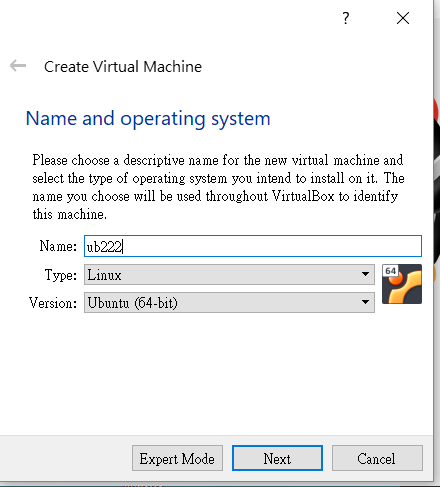 ?
Create Virtual Machine
Name and operating system
Please choose a descriptive name for the new virtual machine and
select the type of operating system you intend to install on it. The
name you choose will be used throughout VirtualBox to identify
this machine.
Name: ub222
Type: Linux
64
Version: Ubuntu (64-bit)
Expert Mode Next Cancel